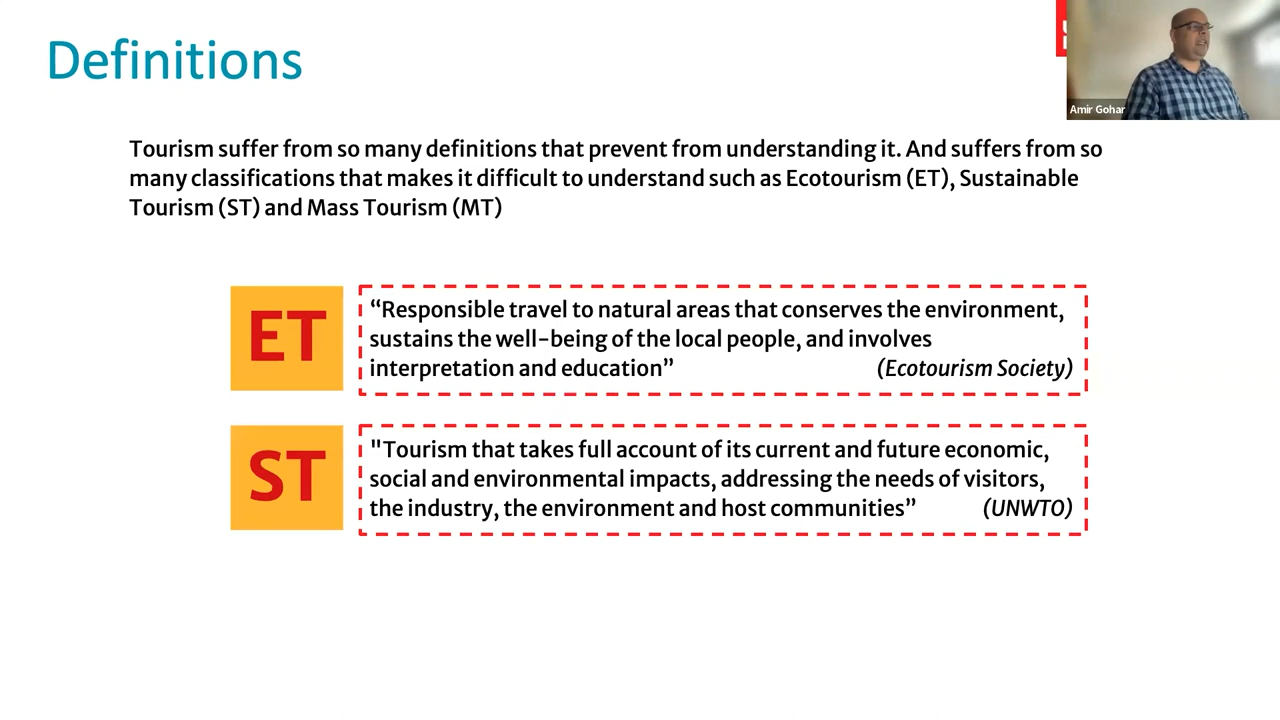 Definitions
Amir Gohar
Tourism suffer from so many definitions that prevent from understanding it. And suffers from so
many classifications that makes it difficult to understand such as Ecotourism (ET), Sustainable
Tourism (ST) and Mass Tourism (MT)
ET
“Responsible travel to natural areas that conserves the environment,
sustains the well-being of the local people, and involves
interpretation and education” (Ecotourism Society)
ST
"Tourism that takes full account of its current and future economic,
social and environmental impacts, addressing the needs of visitors,
the industry, the environment and host communities” (UNWTO)